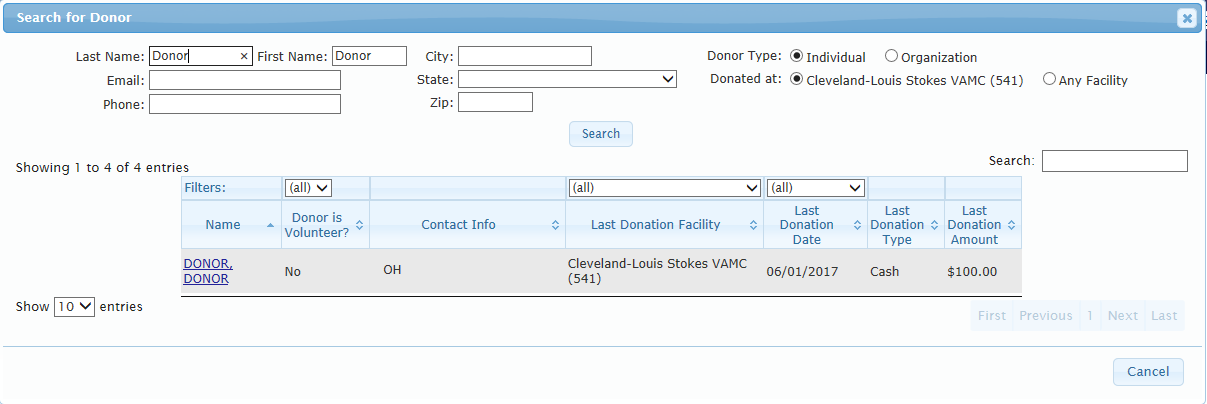 Search for Donor
Last Name: Donor × First Name: Donor City: Donor Type: Individual Organization
Email: State: Donated at: Cleveland-Louis Stokes VAMC (541) Any Facility
Phone: Zip:
Search
Showing 1 to 4 of 4 entries Search:
Filters: (all) (all) (all)
Name Donor is Volunteer? Contact Info Last Donation Facility Last Donation Date Last Donation Type Last Donation Amount
DONOR, DONOR No OH Cleveland-Louis Stokes VAMC (541) 06/01/2017 Cash $100.00
Show 10 entries
First Previous 1 Next Last
Cancel